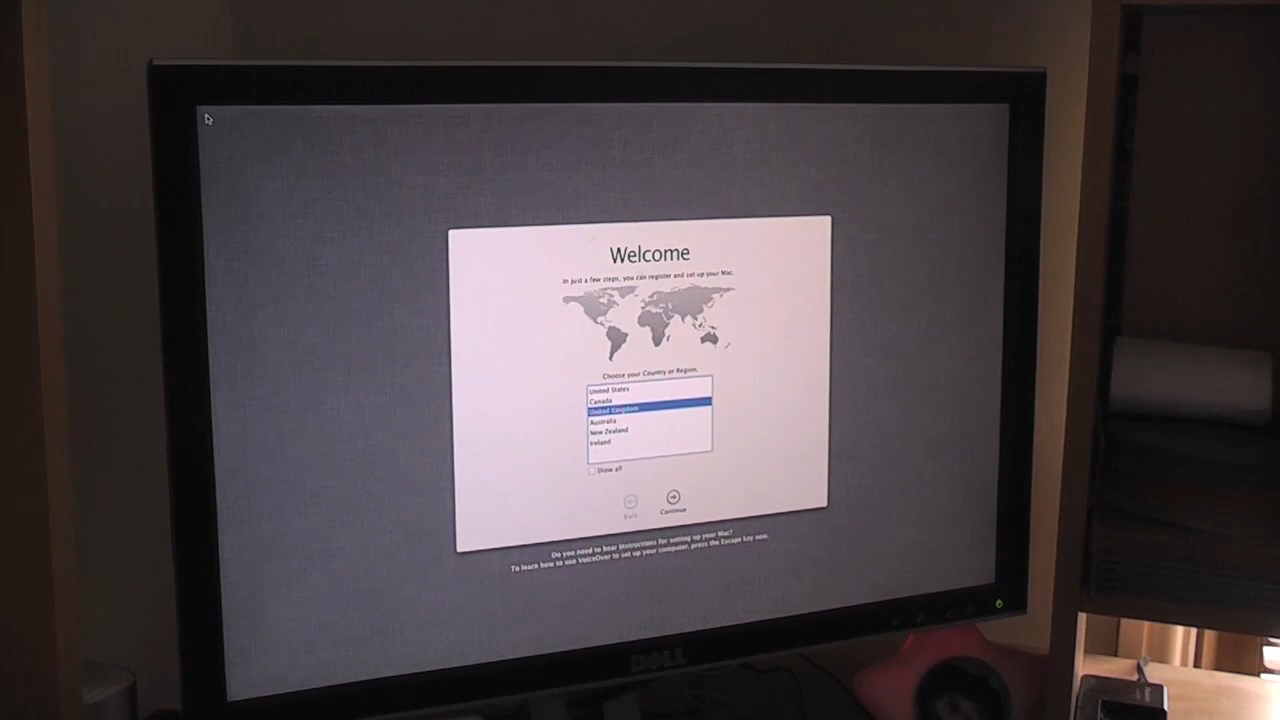 Welcome
In just a few steps, you can register and set up your Mac.
Choose your Country or Region.
United States
Canada
United Kingdom
Australia
New Zealand
Ireland
Show all
Back
Continue
Do you need to hear instructions for setting up your Mac?
To learn how to use VoiceOver to set up your computer, press the Escape key now.
DELL